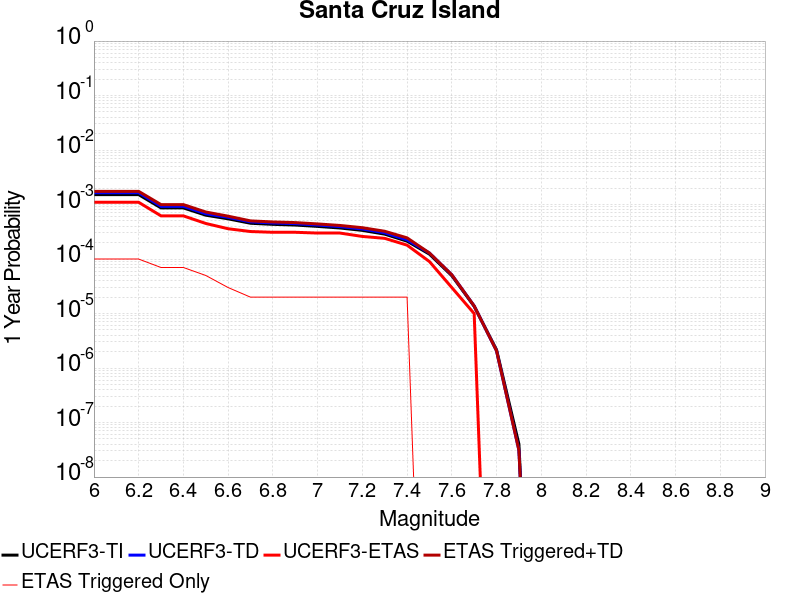 Santa Cruz Island
1 Year Probability
10^0
10^-1
10^-2
10^-3
10^-4
10^-5
10^-6
10^-7
10^-8
6 6.2 6.4 6.6 6.8 7 7.2 7.4 7.6 7.8 8 8.2 8.4 8.6 8.8 9
Magnitude
UCERF3-TI UCERF3-TD UCERF3-ETAS ETAS Triggered+TD
ETAS Triggered Only